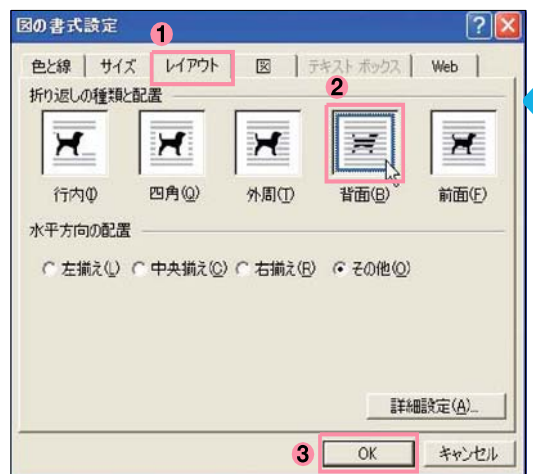 図の書式設定
1
色と線 サイズ レイアウト 図 テキスト ボックス Web
2
折り返しの種類と配置
行内(I) 四角(Q) 外周(T) 背面(B) 前面(F)
水平方向の配置
左揃え(L) 中央揃え(C) 右揃え(R) その他(O)
詳細設定(A)...
3
OK キャンセル